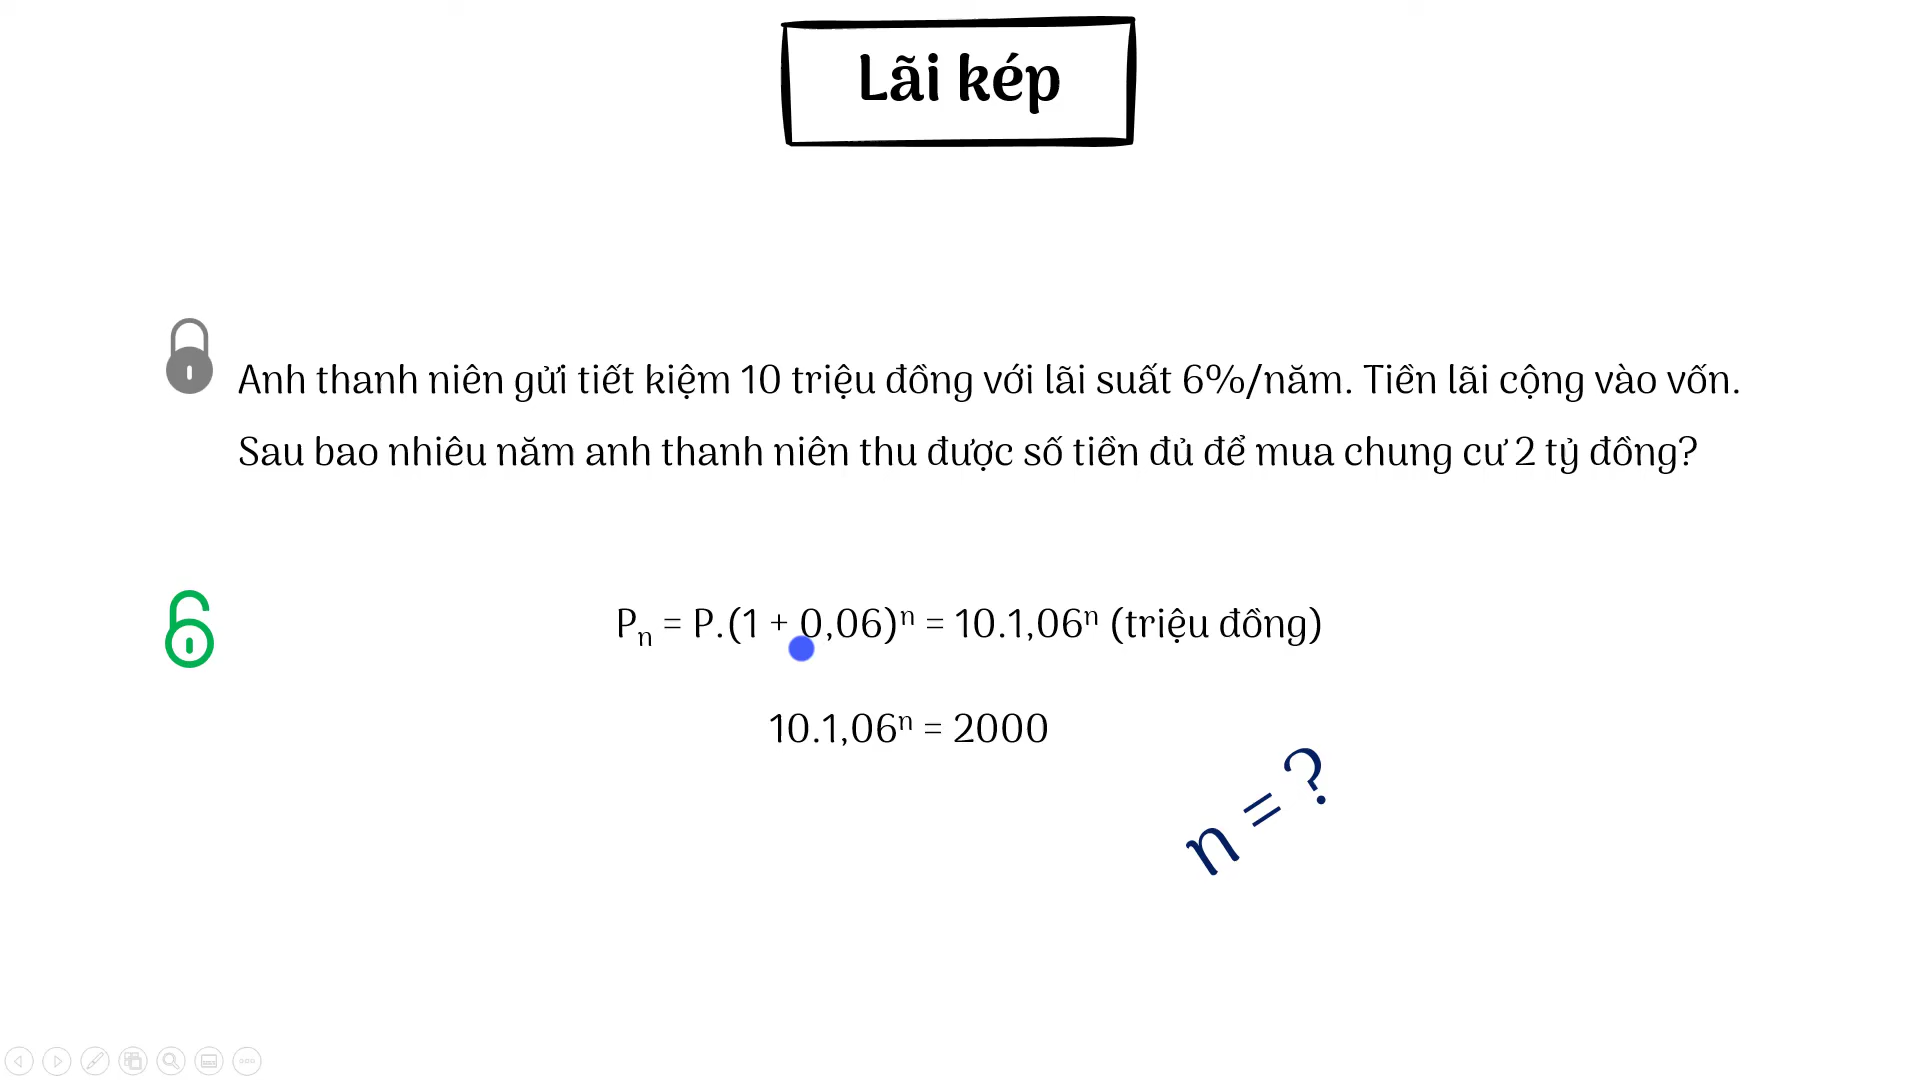 Lãi kép
Anh thanh niên gửi tiết kiệm 10 triệu đồng với lãi suất 6%/năm. Tiền lãi cộng vào vốn.
Sau bao nhiêu năm anh thanh niên thu được số tiền đủ để mua chung cư 2 tỷ đồng?
Pₙ = P.(1 + 0,06)ⁿ = 10.1,06ⁿ (triệu đồng)
10.1,06ⁿ = 2000
n = ?